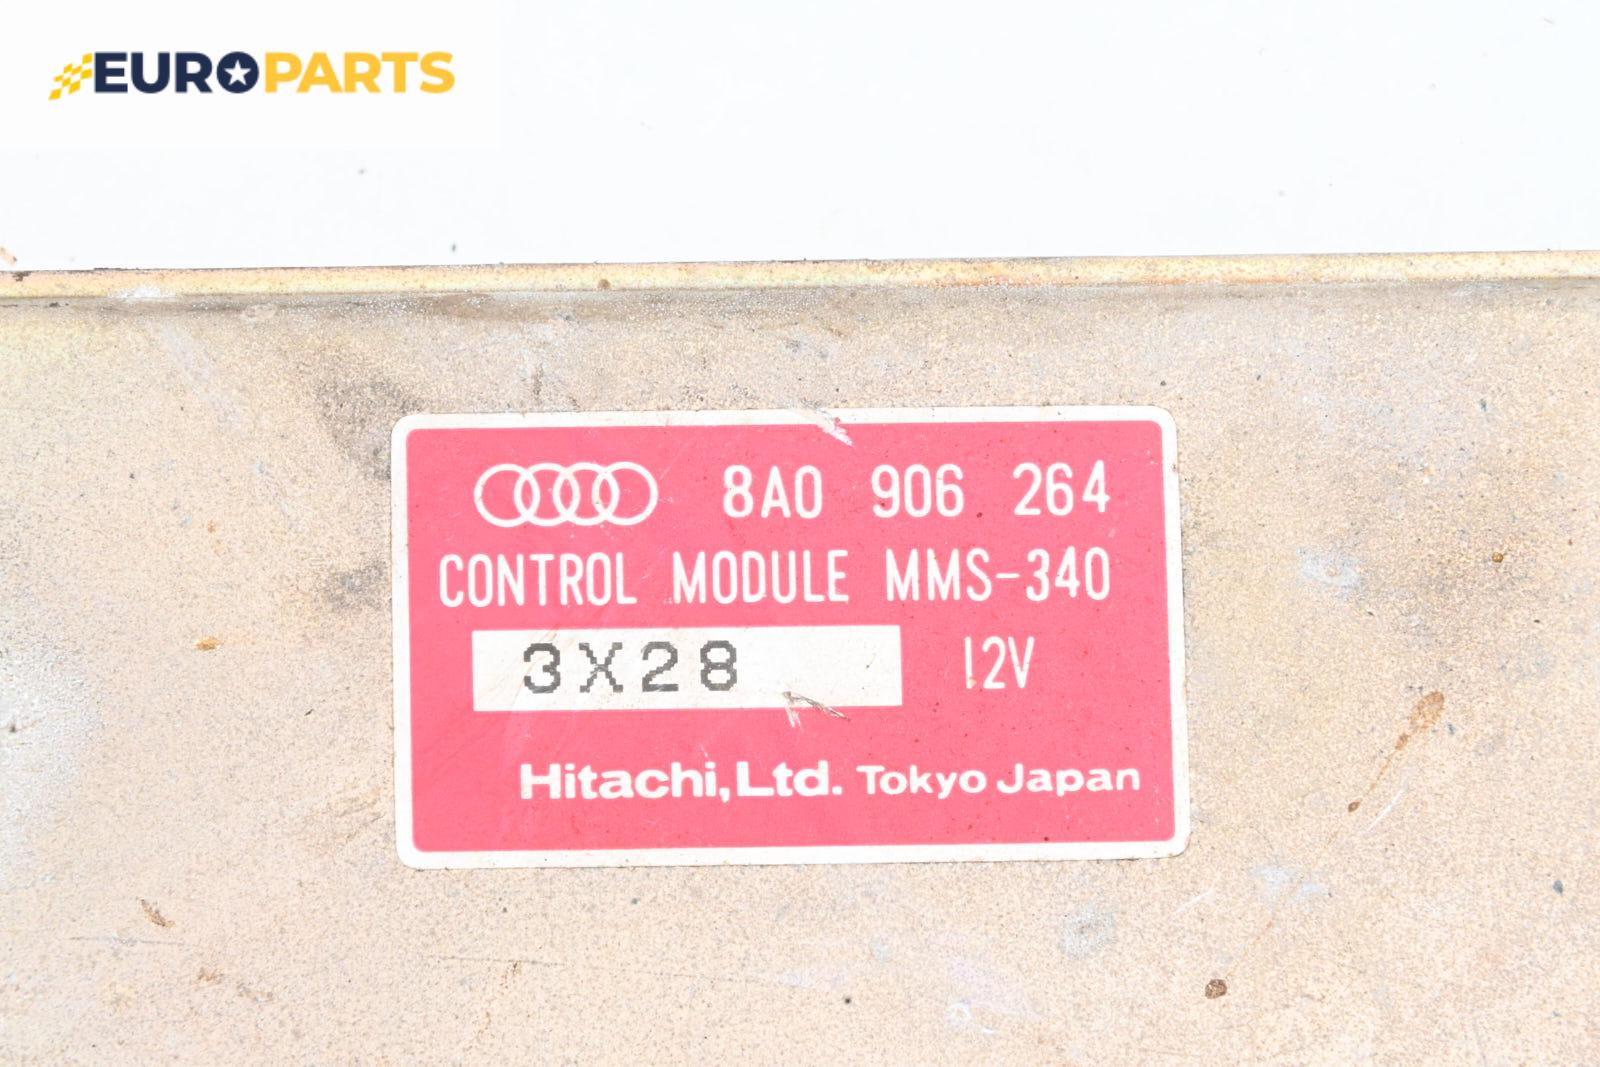 EUROPARTS
8A0 906 264
CONTROL MODULE MMS-340
3X28 12V
Hitachi, Ltd. Tokyo Japan